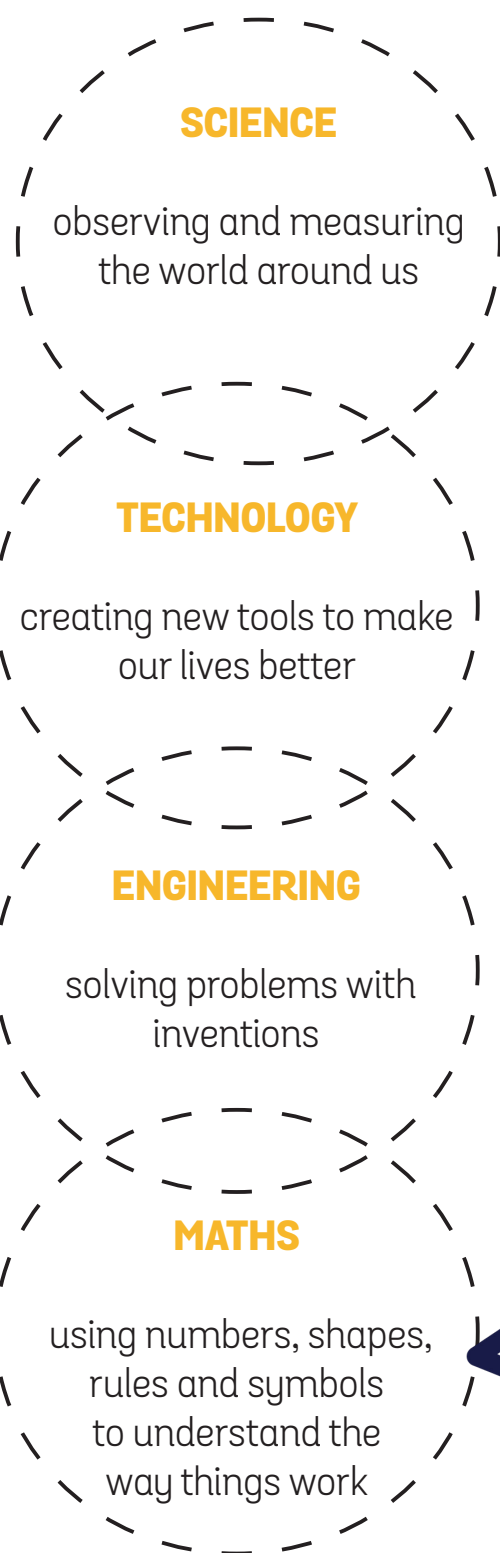 SCIENCE
observing and measuring
the world around us
TECHNOLOGY
creating new tools to make
our lives better
ENGINEERING
solving problems with
inventions
MATHS
using numbers, shapes,
rules and symbols
to understand the
way things work